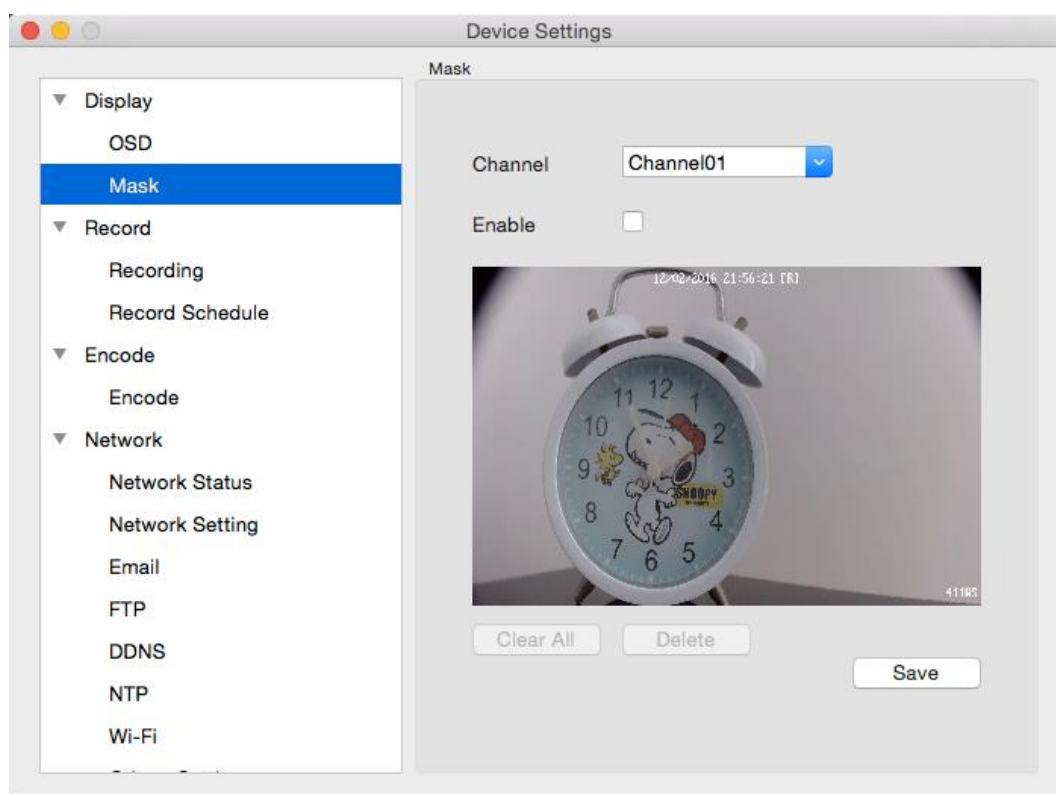 Device Settings
Mask
Display
OSD
Mask
Record
Recording
Record Schedule
Encode
Encode
Network
Network Status
Network Setting
Email
FTP
DDNS
NTP
Wi-Fi
Channel Channel01
Enable
12/02/2016 21:56:21 [R]
12
1
2
3
4
5
6
7
8
9
10
11
SNOOPY
411WS
Clear All Delete
Save